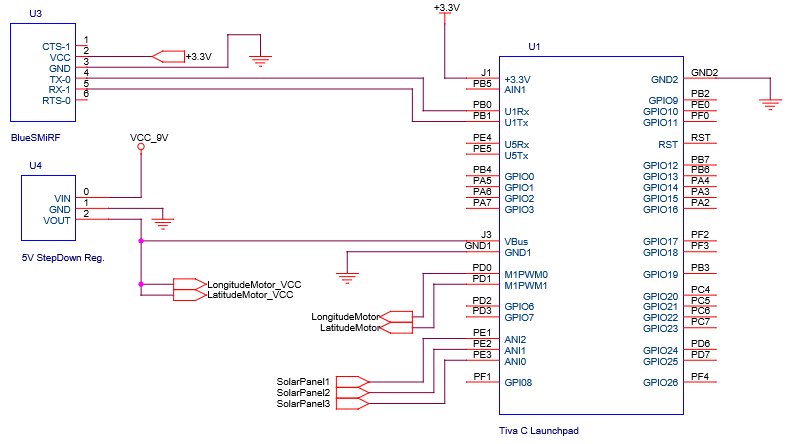 U3
CTS-1 1
VCC 2
GND 3
TX-0 4
RX-1 5
RTS-0 6
BlueSMiRF
+3.3V
+3.3V
VCC_9V
U4
VIN 0
GND 1
VOUT 2
5V StepDown Reg.
LongitudeMotor_VCC
LatitudeMotor_VCC
LongitudeMotor
LatitudeMotor
SolarPanel1
SolarPanel2
SolarPanel3
U1
J1 +3.3V
PB5 AIN1
PB0 U1Rx
PB1 U1Tx
PE4 U5Rx
PE5 U5Tx
PB4 GPIO0
PA5 GPIO1
PA6 GPIO2
PA7 GPIO3
J3 VBus
GND1 GND1
PD0 M1PWM0
PD1 M1PWM1
PD2 GPIO6
PD3 GPIO7
PE1 ANI2
PE2 ANI1
PE3 ANI0
PF1 GPI08
GND2 GND2
GPIO9 PB2
GPIO10 PE0
GPIO11 PF0
RST RST
GPIO12 PB7
GPIO13 PB6
GPIO14 PA4
GPIO15 PA3
GPIO16 PA2
GPIO17 PF2
GPIO18 PF3
GPIO19 PB3
GPIO20 PC4
GPIO21 PC5
GPIO22 PC6
GPIO23 PC7
GPIO24 PD6
GPIO25 PD7
GPIO26 PF4
Tiva C Launchpad